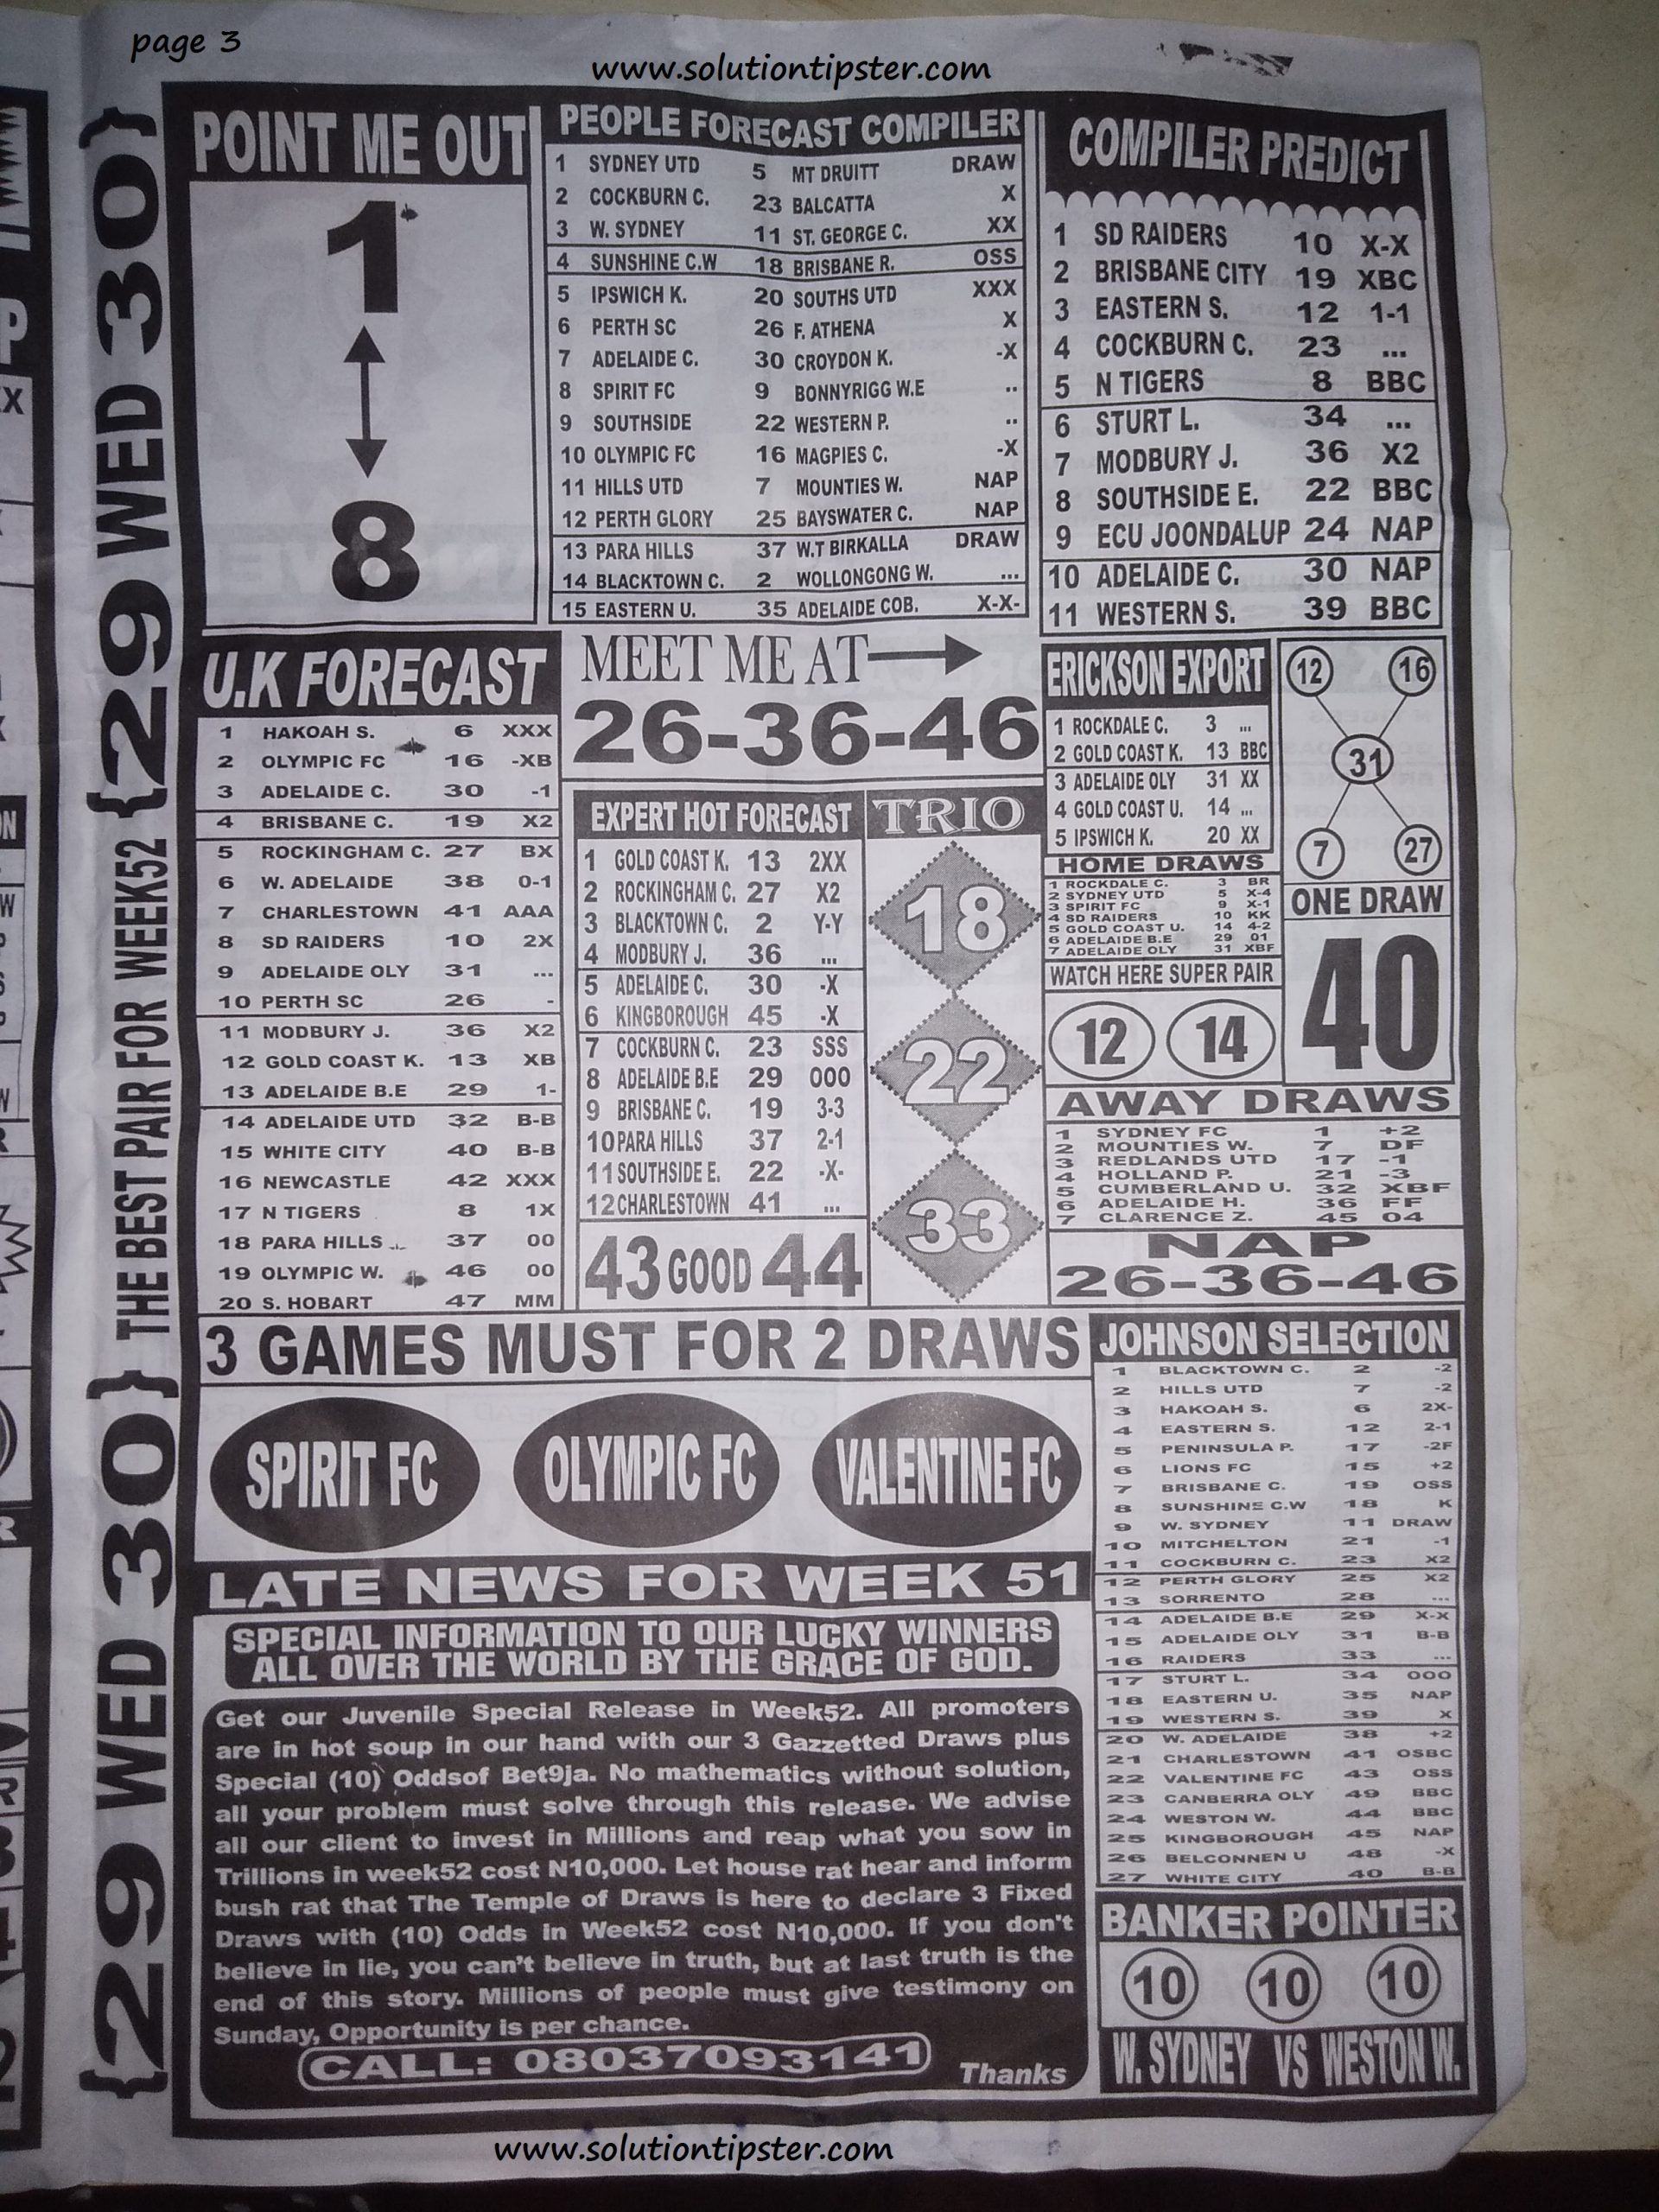 page 3
www.solutiontipster.com
{29 WED 30} THE BEST PAIR FOR WEEK52 {29 WED 30}
POINT ME OUT
1
8
PEOPLE FORECAST COMPILER
1 SYDNEY UTD 5 MT DRUITT DRAW
2 COCKBURN C. 23 BALCATTA X
3 W. SYDNEY 11 ST. GEORGE C. XX
4 SUNSHINE C.W 18 BRISBANE R. OSS
5 IPSWICH K. 20 SOUTHS UTD XXX
6 PERTH SC 26 F. ATHENA X
7 ADELAIDE C. 30 CROYDON K. -X
8 SPIRIT FC 9 BONNYRIGG W.E ..
9 SOUTHSIDE 22 WESTERN P. ..
10 OLYMPIC FC 16 MAGPIES C. -X
11 HILLS UTD 7 MOUNTIES W. NAP
12 PERTH GLORY 25 BAYSWATER C. NAP
13 PARA HILLS 37 W.T BIRKALLA DRAW
14 BLACKTOWN C. 2 WOLLONGONG W. ...
15 EASTERN U. 35 ADELAIDE COB. X-X-
COMPILER PREDICT
1 SD RAIDERS 10 X-X
2 BRISBANE CITY 19 XBC
3 EASTERN S. 12 1-1
4 COCKBURN C. 23 ...
5 N TIGERS 8 BBC
6 STURT L. 34 ...
7 MODBURY J. 36 X2
8 SOUTHSIDE E. 22 BBC
9 ECU JOONDALUP 24 NAP
10 ADELAIDE C. 30 NAP
11 WESTERN S. 39 BBC
U.K FORECAST
1 HAKOAH S. 6 XXX
2 OLYMPIC FC 16 -XB
3 ADELAIDE C. 30 -1
4 BRISBANE C. 19 X2
5 ROCKINGHAM C. 27 BX
6 W. ADELAIDE 38 0-1
7 CHARLESTOWN 41 AAA
8 SD RAIDERS 10 2X
9 ADELAIDE OLY 31 ...
10 PERTH SC 26 -
11 MODBURY J. 36 X2
12 GOLD COAST K. 13 XB
13 ADELAIDE B.E 29 1-
14 ADELAIDE UTD 32 B-B
15 WHITE CITY 40 B-B
16 NEWCASTLE 42 XXX
17 N TIGERS 8 1X
18 PARA HILLS 37 00
19 OLYMPIC W. 46 00
20 S. HOBART 47 MM
MEET ME AT
26-36-46
EXPERT HOT FORECAST
1 GOLD COAST K. 13 2XX
2 ROCKINGHAM C. 27 X2
3 BLACKTOWN C. 2 Y-Y
4 MODBURY J. 36 ...
5 ADELAIDE C. 30 -X
6 KINGBOROUGH 45 -X
7 COCKBURN C. 23 SSS
8 ADELAIDE B.E 29 000
9 BRISBANE C. 19 3-3
10 PARA HILLS 37 2-1
11 SOUTHSIDE E. 22 -X-
12 CHARLESTOWN 41 ...
43 GOOD 44
TRIO
18
22
33
ERICKSON EXPORT
1 ROCKDALE C. 3 ...
2 GOLD COAST K. 13 BBC
3 ADELAIDE OLY 31 XX
4 GOLD COAST U. 14 ...
5 IPSWICH K. 20 XX
HOME DRAWS
1 ROCKDALE C. 3 BR
2 SYDNEY UTD 5 X-4
3 SPIRIT FC 9 X-1
4 SD RAIDERS 10 KK
5 GOLD COAST U. 14 4-2
6 ADELAIDE B.E 29 01
7 ADELAIDE OLY 31 XBF
WATCH HERE SUPER PAIR
12 14
12 16
31
7 27
ONE DRAW
40
AWAY DRAWS
1 SYDNEY FC 1 +2
2 MOUNTIES W. 7 DF
3 REDLANDS UTD 17 -1
4 HOLLAND P. 21 -3
5 CUMBERLAND U. 32 XBF
6 ADELAIDE H. 36 FF
7 CLARENCE Z. 45 04
NAP
26-36-46
3 GAMES MUST FOR 2 DRAWS
SPIRIT FC OLYMPIC FC VALENTINE FC
LATE NEWS FOR WEEK 51
SPECIAL INFORMATION TO OUR LUCKY WINNERS
ALL OVER THE WORLD BY THE GRACE OF GOD.
Get our Juvenile Special Release in Week52. All promoters
are in hot soup in our hand with our 3 Gazzetted Draws plus
Special (10) Oddsof Bet9ja. No mathematics without solution,
all your problem must solve through this release. We advise
all our client to invest in Millions and reap what you sow in
Trillions in week52 cost N10,000. Let house rat hear and inform
bush rat that The Temple of Draws is here to declare 3 Fixed
Draws with (10) Odds in Week52 cost N10,000. If you don't
believe in lie, you can't believe in truth, but at last truth is the
end of this story. Millions of people must give testimony on
Sunday, Opportunity is per chance.
CALL: 08037093141
Thanks
JOHNSON SELECTION
1 BLACKTOWN C. 2 -2
2 HILLS UTD 7 -2
3 HAKOAH S. 6 2X-
4 EASTERN S. 12 2-1
5 PENINSULA P. 17 -2F
6 LIONS FC 15 +2
7 BRISBANE C. 19 OSS
8 SUNSHINE C.W 18 K
9 W. SYDNEY 11 DRAW
10 MITCHELTON 21 -1
11 COCKBURN C. 23 X2
12 PERTH GLORY 25 X2
13 SORRENTO 28 ...
14 ADELAIDE B.E 29 X-X
15 ADELAIDE OLY 31 B-B
16 RAIDERS 33 ...
17 STURT L. 34 000
18 EASTERN U. 35 NAP
19 WESTERN S. 39 X
20 W. ADELAIDE 38 +2
21 CHARLESTOWN 41 OSBC
22 VALENTINE FC 43 OSS
23 CANBERRA OLY 49 BBC
24 WESTON W. 44 BBC
25 KINGBOROUGH 45 NAP
26 BELCONNEN U 48 -X
27 WHITE CITY 40 B-B
BANKER POINTER
10 10 10
W. SYDNEY VS WESTON W.
www.solutiontipster.com